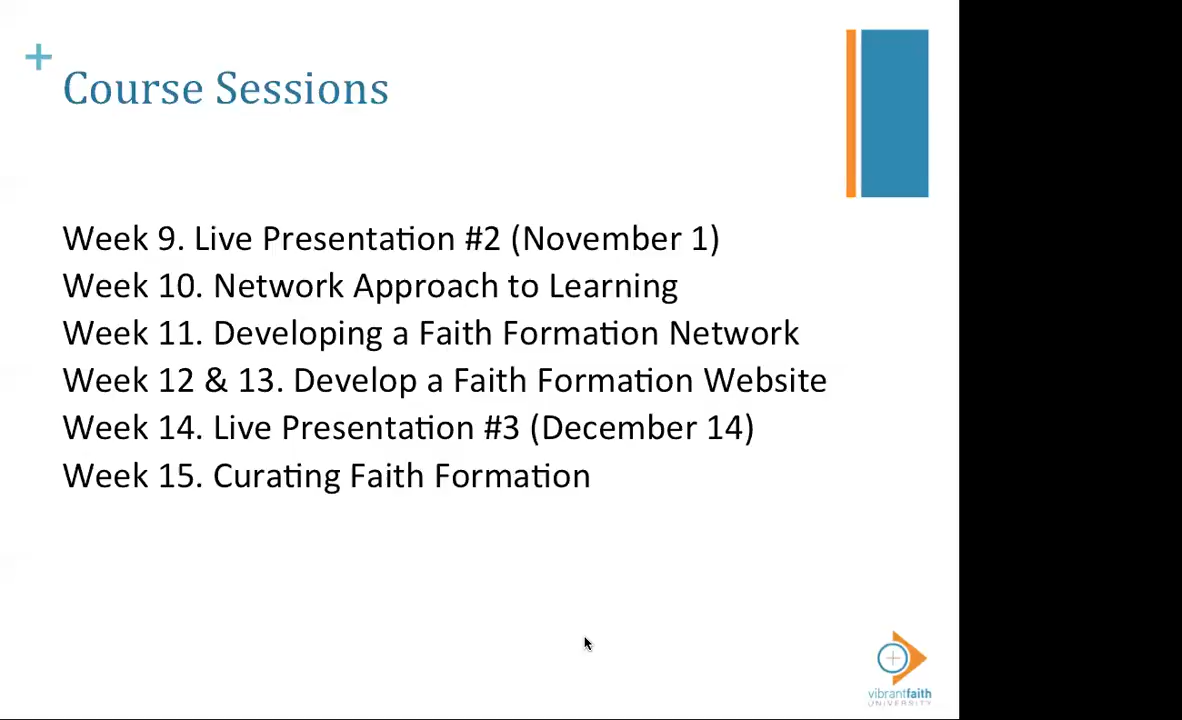 +
Course Sessions
Week 9. Live Presentation #2 (November 1)
Week 10. Network Approach to Learning
Week 11. Developing a Faith Formation Network
Week 12 & 13. Develop a Faith Formation Website
Week 14. Live Presentation #3 (December 14)
Week 15. Curating Faith Formation
vibrantfaith
UNIVERSITY